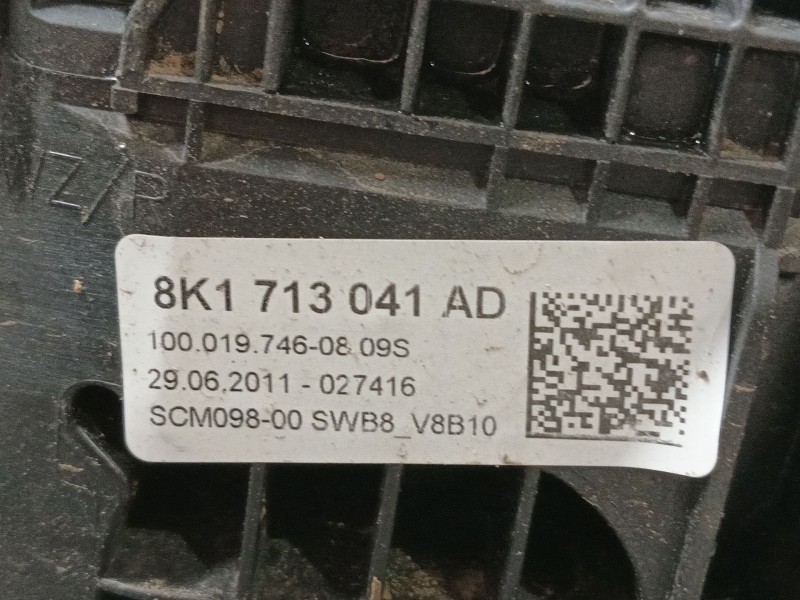 Z/P
8K1 713 041 AD
100.019.746-08 09S
29.06.2011 - 027416
SCM098-00 SWB8_V8B10